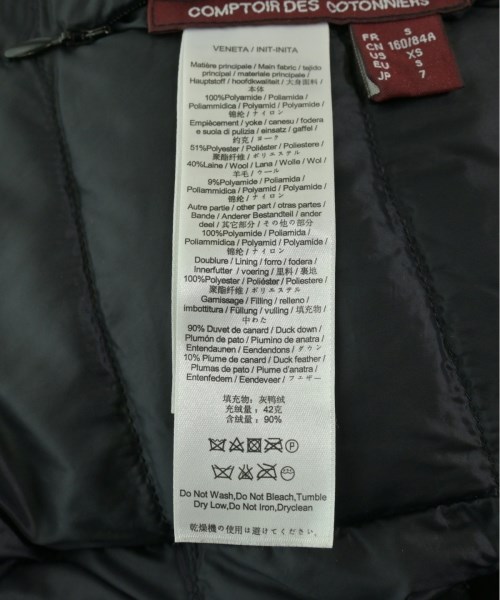 COMPTOIR DES COTONNIERS
FR S
CN 160/84A
US XS
EU S
JP 7
VENETA / INIT-INITA
Matière principale / Main fabric / tejido
principal / materiale principale /
Hauptstoff / hoofdkwaliteit / 大身面料 /
本体
100%Polyamide / Poliamida /
Poliammidica / Polyamid / Polyamide /
锦纶 / ナイロン
Empiècement / yoke / canesu / fodera
e suola di pulizia / einsatz / gaffel /
约克 / ヨーク
51%Polyester / Poliéster / Poliestere /
聚酯纤维 / ポリエステル
40%Laine / Wool / Lana / Wolle / Wol /
羊毛 / ウール
9%Polyamide / Poliamida /
Poliammidica / Polyamid / Polyamide /
锦纶 / ナイロン
Autre partie / other part / otras partes /
Bande / Anderer Bestandteil / ander
deel / 其它部分 / その他の部分
100%Polyamide / Poliamida /
Poliammidica / Polyamid / Polyamide /
锦纶 / ナイロン
Doublure / Lining / forro / fodera /
Innerfutter / voering / 里料 / 裏地
100%Polyester / Poliéster / Poliestere /
聚酯纤维 / ポリエステル
Garnissage / Filling / relleno /
imbottitura / Füllung / vulling / 填充物 /
中わた
90% Duvet de canard / Duck down /
Plumón de pato / Plumino de anatra /
Entendaunen / Eendendons / ダウン
10% Plume de canard / Duck feather /
Plumas de pato / Piume d'anatra /
Entenfedern / Eendeveer / フェザー
填充物: 灰鸭绒
充绒量: 42克
含绒量: 90%
Do Not Wash,Do Not Bleach,Tumble
Dry Low,Do Not Iron,Dryclean
乾燥機の使用は避けてください。